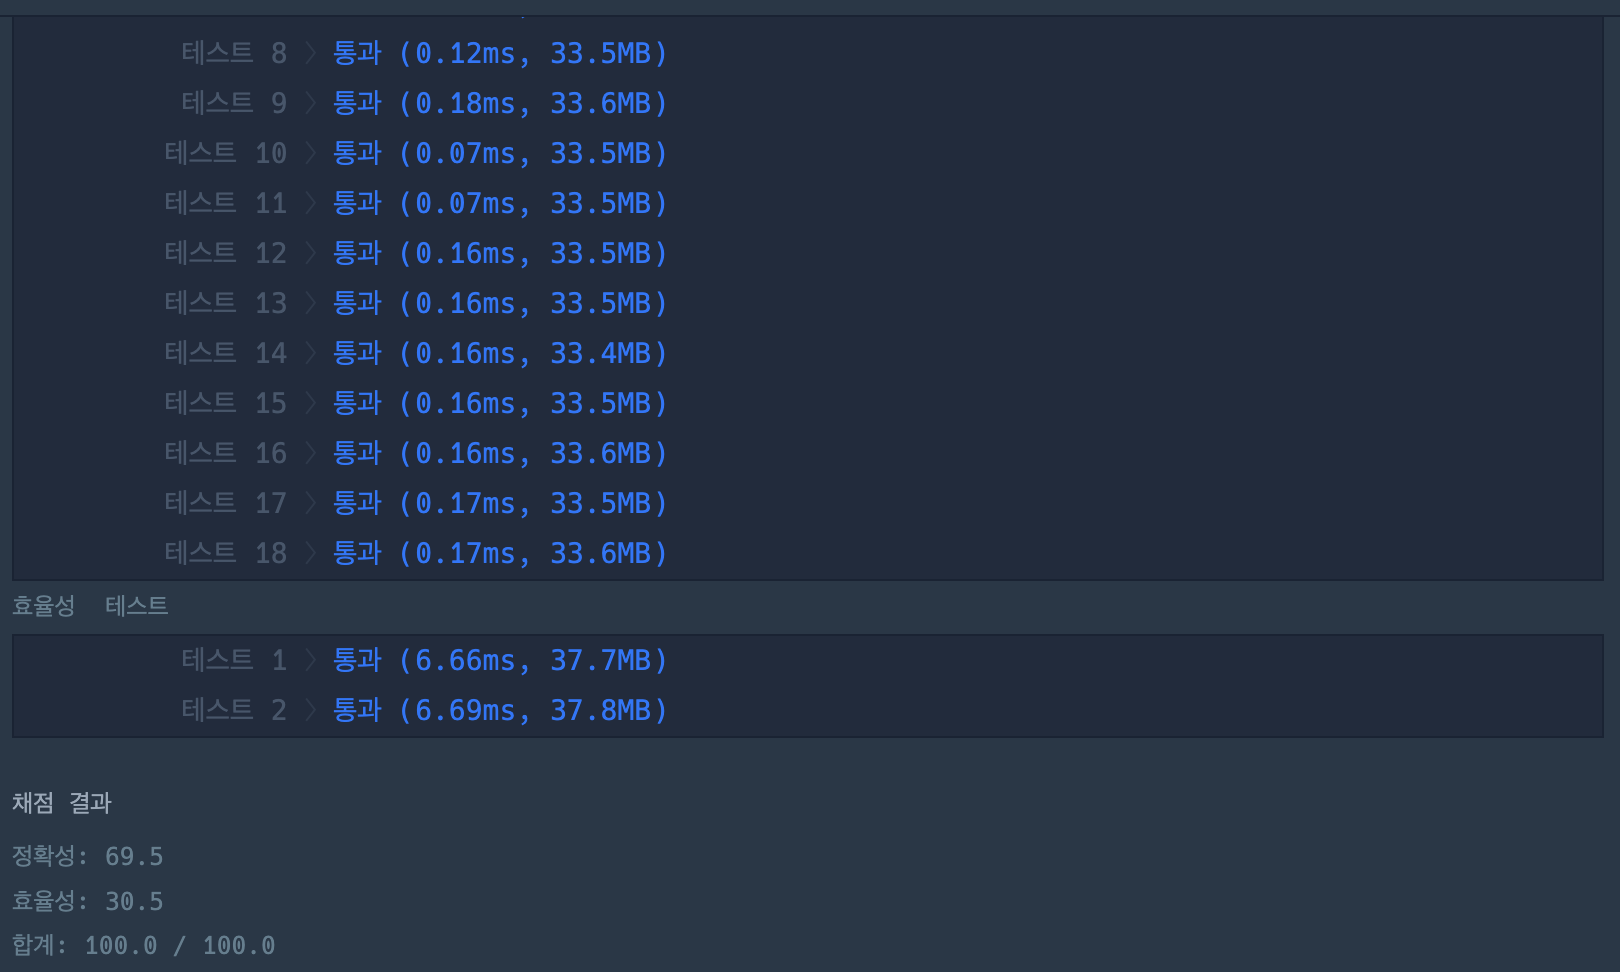 테스트 8 〉 통과 (0.12ms, 33.5MB)
테스트 9 〉 통과 (0.18ms, 33.6MB)
테스트 10 〉 통과 (0.07ms, 33.5MB)
테스트 11 〉 통과 (0.07ms, 33.5MB)
테스트 12 〉 통과 (0.16ms, 33.5MB)
테스트 13 〉 통과 (0.16ms, 33.5MB)
테스트 14 〉 통과 (0.16ms, 33.4MB)
테스트 15 〉 통과 (0.16ms, 33.5MB)
테스트 16 〉 통과 (0.16ms, 33.6MB)
테스트 17 〉 통과 (0.17ms, 33.5MB)
테스트 18 〉 통과 (0.17ms, 33.6MB)
효율성 테스트
테스트 1 〉 통과 (6.66ms, 37.7MB)
테스트 2 〉 통과 (6.69ms, 37.8MB)
채점 결과
정확성: 69.5
효율성: 30.5
합계: 100.0 / 100.0